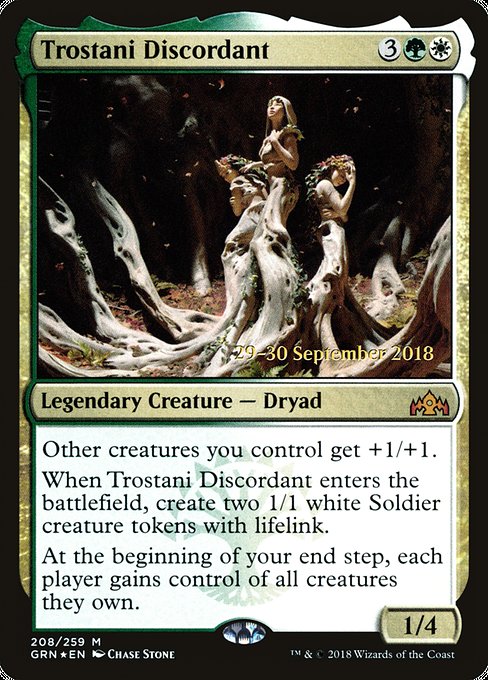 Trostani Discordant 3
29–30 September 2018
Legendary Creature — Dryad
Other creatures you control get +1/+1.
When Trostani Discordant enters the
battlefield, create two 1/1 white Soldier
creature tokens with lifelink.
At the beginning of your end step, each
player gains control of all creatures
they own.
1/4
208/259 M
GRN★EN Chase Stone
™ & © 2018 Wizards of the Coast